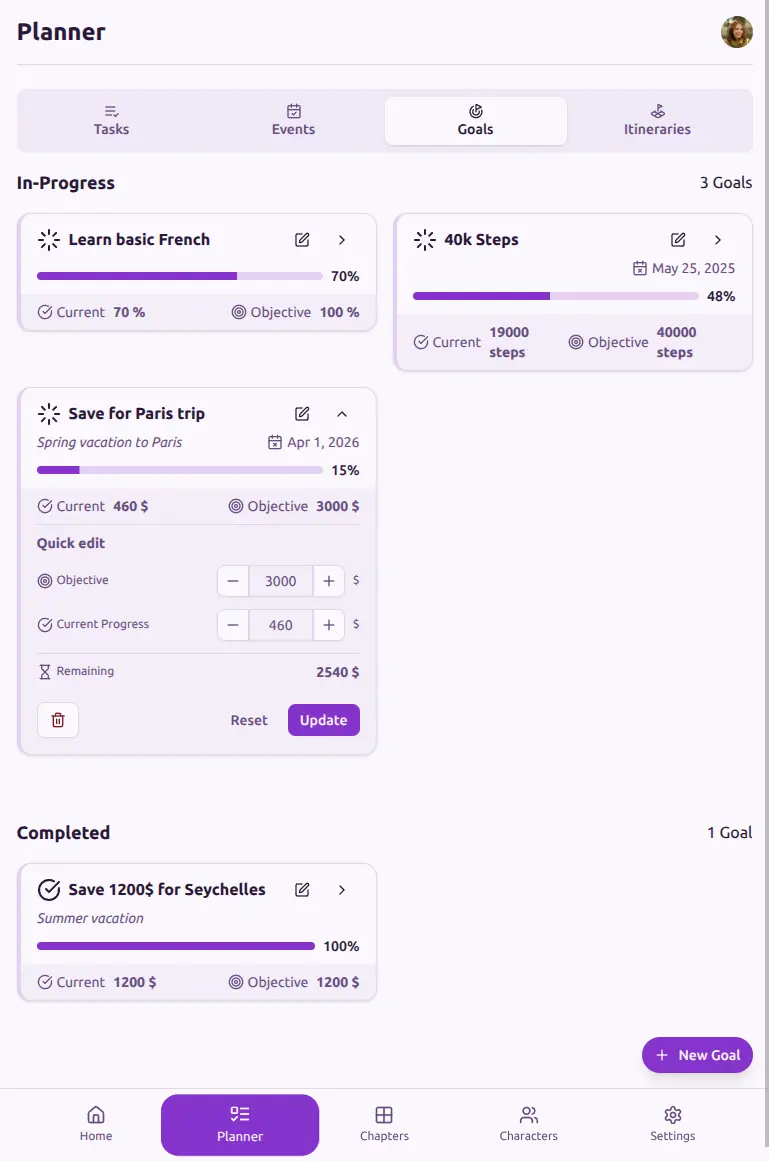 Planner
Tasks
Events
Goals
Itineraries
In-Progress
3 Goals
Learn basic French
70%
Current 70 %
Objective 100 %
40k Steps
May 25, 2025
48%
Current 19000 steps
Objective 40000 steps
Save for Paris trip
Spring vacation to Paris
Apr 1, 2026
15%
Current 460 $
Objective 3000 $
Quick edit
Objective
− 3000 + $
Current Progress
− 460 + $
Remaining
2540 $
Reset
Update
Completed
1 Goal
Save 1200$ for Seychelles
Summer vacation
100%
Current 1200 $
Objective 1200 $
+ New Goal
Home
Planner
Chapters
Characters
Settings